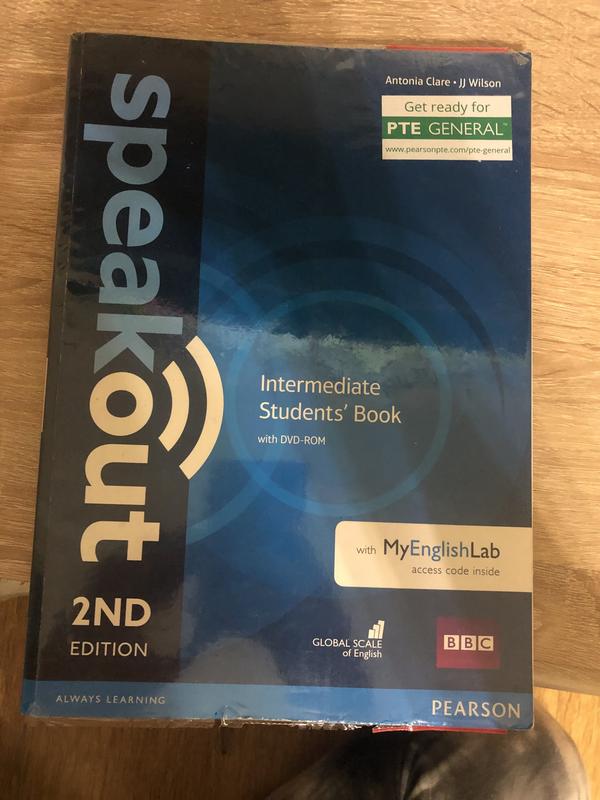 Antonia Clare • JJ Wilson
Get ready for
PTE GENERAL™
www.pearsonpte.com/pte-general
speakout
Intermediate
Students' Book
with DVD-ROM
with MyEnglishLab
access code inside
2ND
EDITION
GLOBAL SCALE
of English
BBC
ALWAYS LEARNING
PEARSON